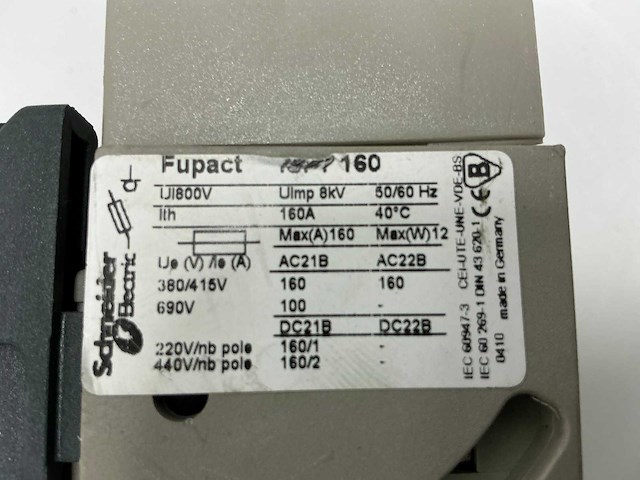 Fupact 160
Ui800V Uimp 8kV 50/60 Hz
Ith 160A 40°C
Max(A)160 Max(W)12
Ue (V) /Ie (A) AC21B AC22B
380/415V 160 160
690V 100 -
DC21B DC22B
220V/nb pole 160/1 -
440V/nb pole 160/2 -
Schneider
Electric
IEC 60947-3 CEI-UTE-UNE-VDE-BS
IEC 60 269-1 DIN 43 620-1 CE
0410 made in Germany
B